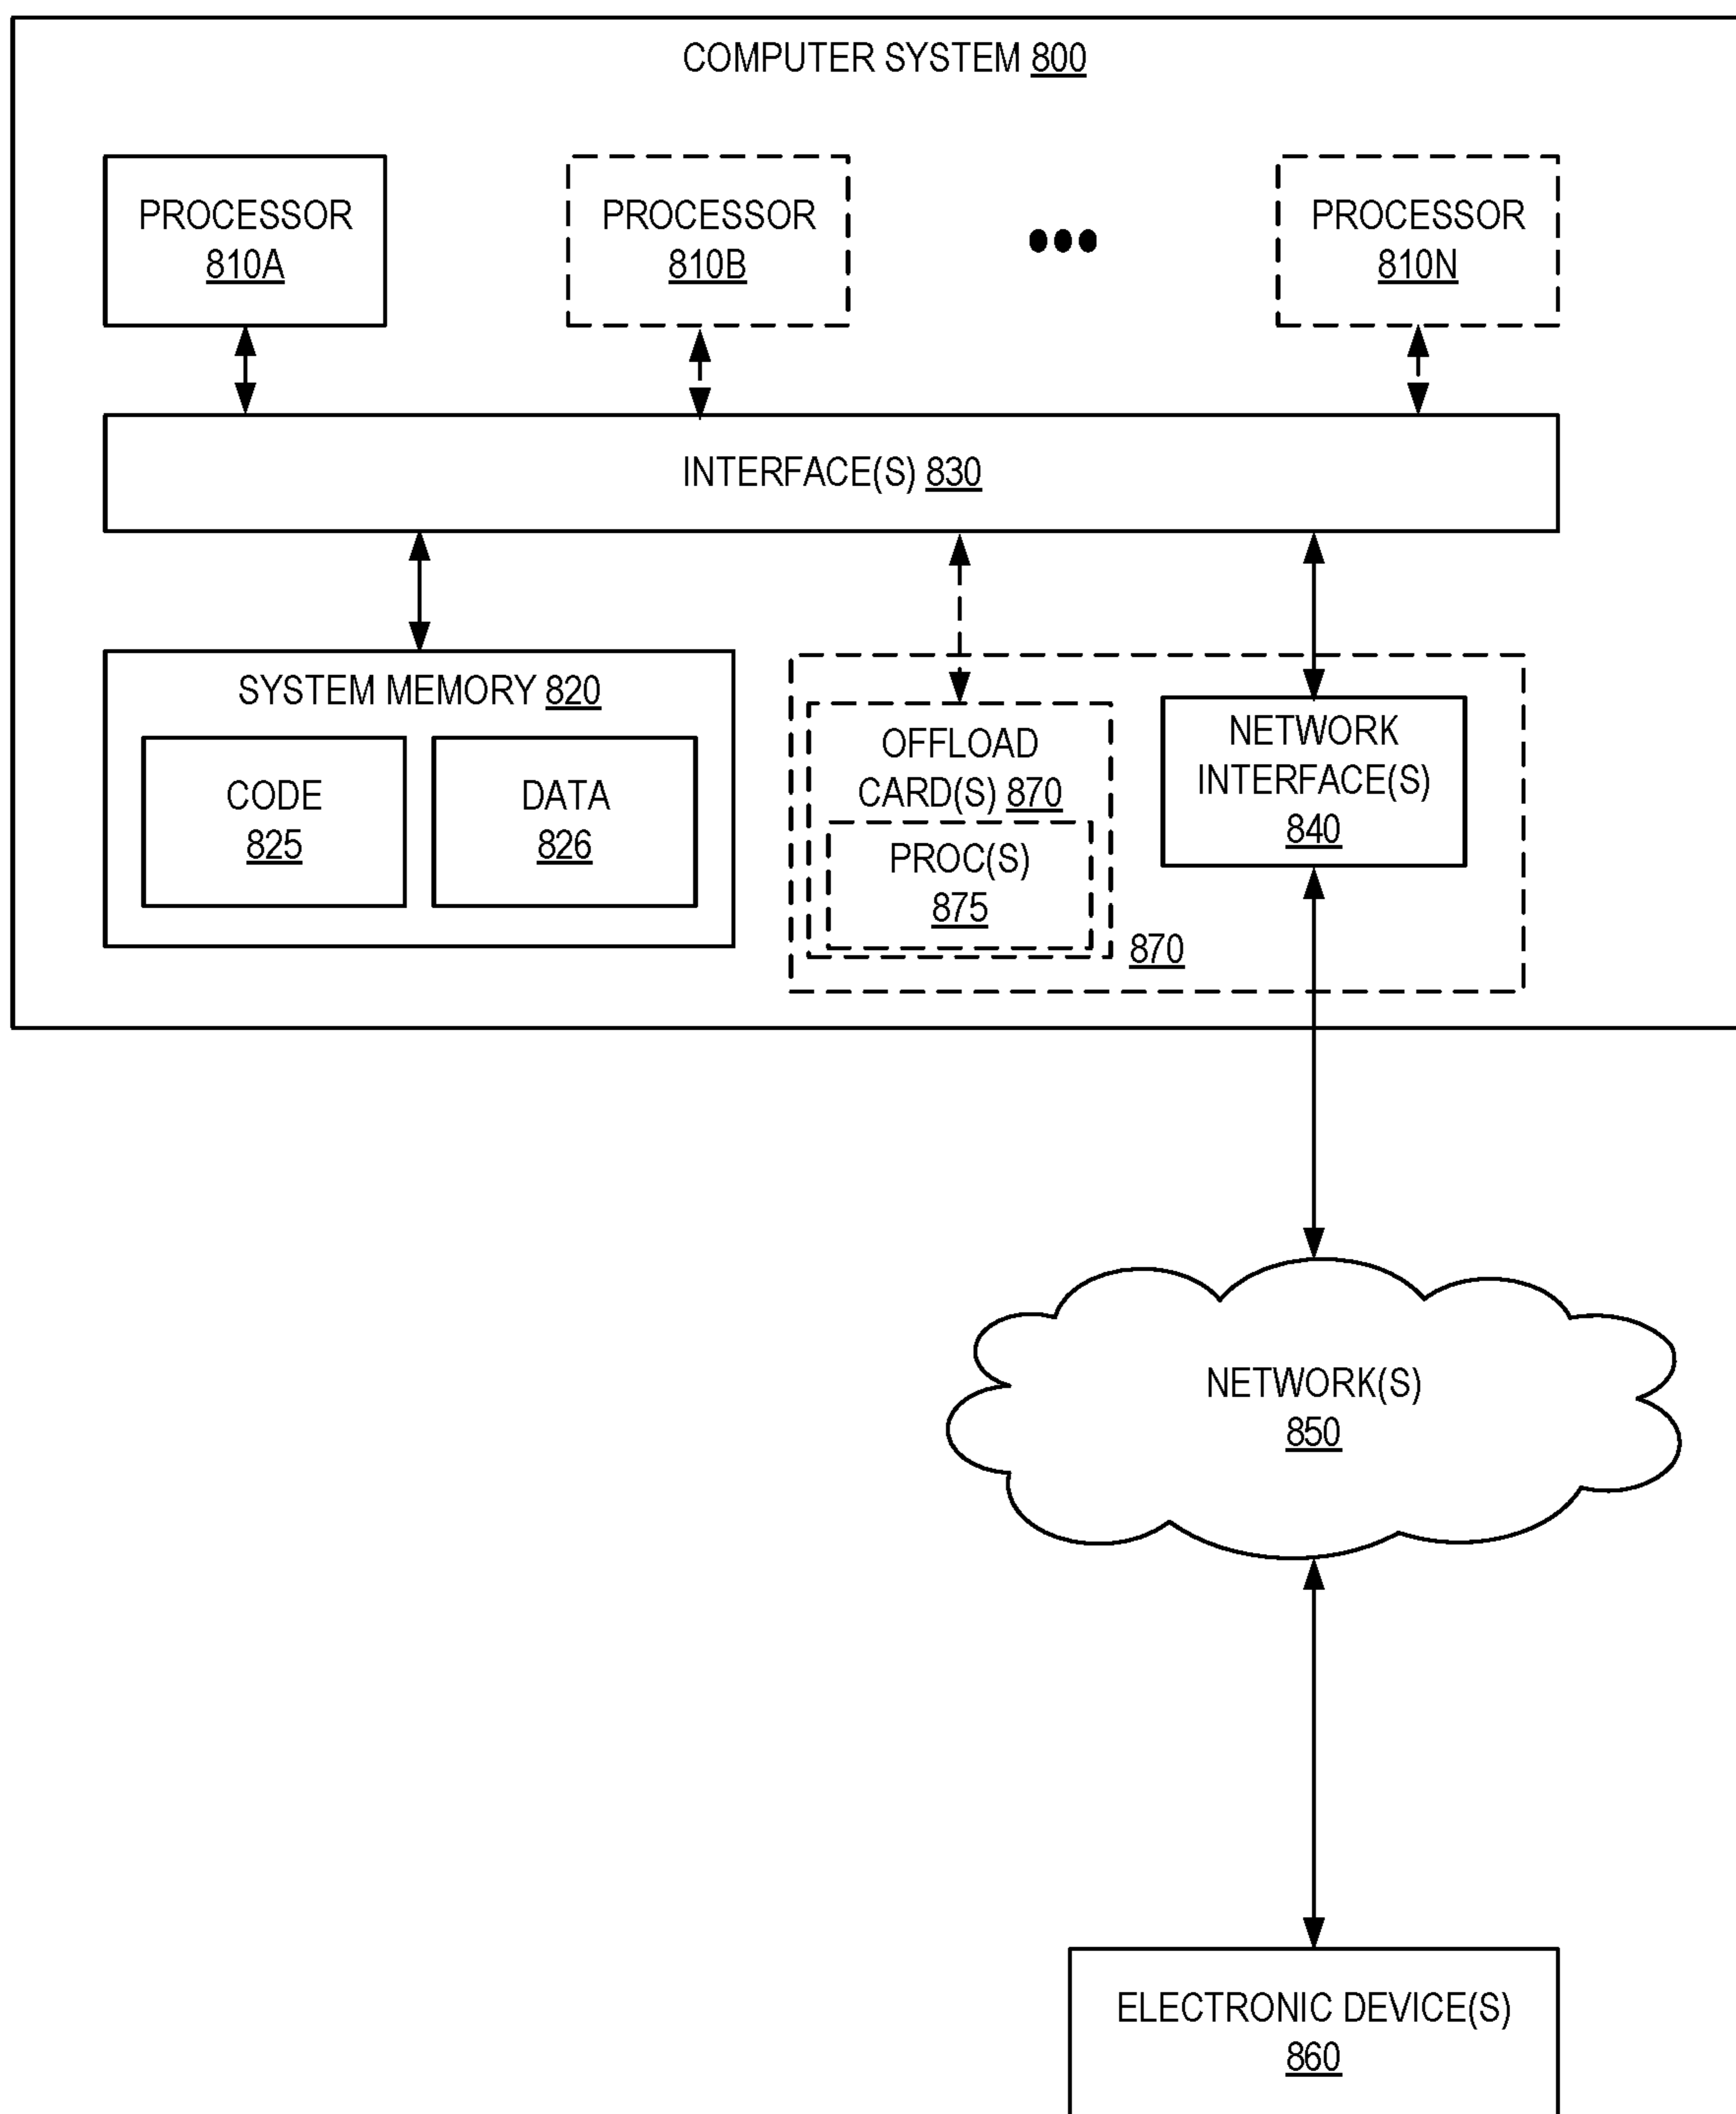 COMPUTER SYSTEM 800
PROCESSOR
810A
PROCESSOR
810B
PROCESSOR
810N
INTERFACE(S) 830
SYSTEM MEMORY 820
CODE
825
DATA
826
OFFLOAD
CARD(S) 870
PROC(S)
875
870
NETWORK
INTERFACE(S)
840
NETWORK(S)
850
ELECTRONIC DEVICE(S)
860